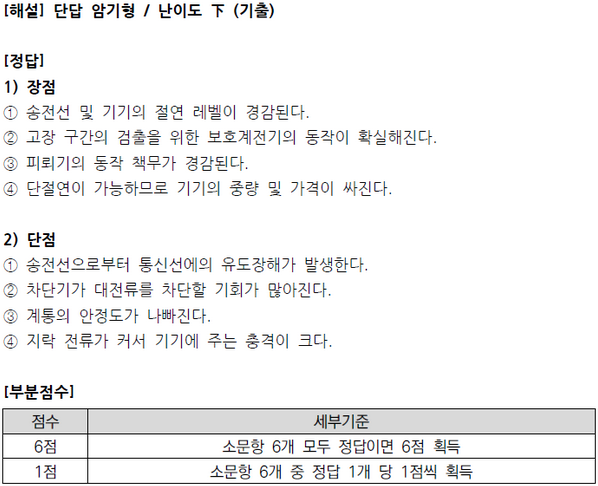 [해설] 단답 암기형 / 난이도 下 (기출)
[정답]
1) 장점
① 송전선 및 기기의 절연 레벨이 경감된다.
② 고장 구간의 검출을 위한 보호계전기의 동작이 확실해진다.
③ 피뢰기의 동작 책무가 경감된다.
④ 단절연이 가능하므로 기기의 중량 및 가격이 싸진다.
2) 단점
① 송전선으로부터 통신선에의 유도장해가 발생한다.
② 차단기가 대전류를 차단할 기회가 많아진다.
③ 계통의 안정도가 나빠진다.
④ 지락 전류가 커서 기기에 주는 충격이 크다.
[부분점수]
점수 세부기준
6점 소문항 6개 모두 정답이면 6점 획득
1점 소문항 6개 중 정답 1개 당 1점씩 획득